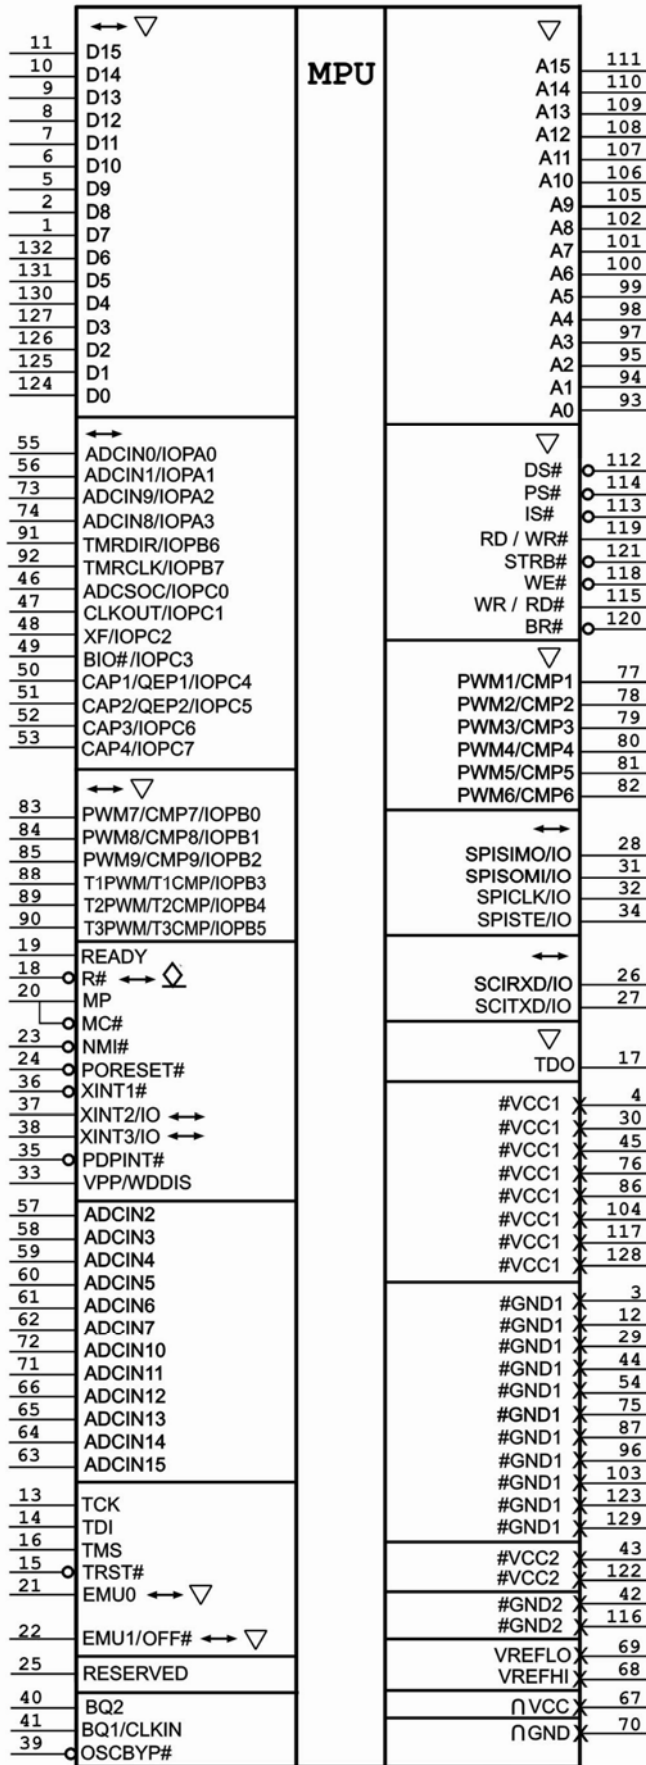 MPU
11 D15
10 D14
9 D13
8 D12
7 D11
6 D10
5 D9
2 D8
1 D7
132 D6
131 D5
130 D4
127 D3
126 D2
125 D1
124 D0
55 ADCIN0/IOPA0
56 ADCIN1/IOPA1
73 ADCIN9/IOPA2
74 ADCIN8/IOPA3
91 TMRDIR/IOPB6
92 TMRCLK/IOPB7
46 ADCSOC/IOPC0
47 CLKOUT/IOPC1
48 XF/IOPC2
49 BIO#/IOPC3
50 CAP1/QEP1/IOPC4
51 CAP2/QEP2/IOPC5
52 CAP3/IOPC6
53 CAP4/IOPC7
83 PWM7/CMP7/IOPB0
84 PWM8/CMP8/IOPB1
85 PWM9/CMP9/IOPB2
88 T1PWM/T1CMP/IOPB3
89 T2PWM/T2CMP/IOPB4
90 T3PWM/T3CMP/IOPB5
19 READY
18 R#
20 MP
MC#
23 NMI#
24 PORESET#
36 XINT1#
37 XINT2/IO
38 XINT3/IO
35 PDPINT#
33 VPP/WDDIS
57 ADCIN2
58 ADCIN3
59 ADCIN4
60 ADCIN5
61 ADCIN6
62 ADCIN7
72 ADCIN10
71 ADCIN11
66 ADCIN12
65 ADCIN13
64 ADCIN14
63 ADCIN15
13 TCK
14 TDI
16 TMS
15 TRST#
21 EMU0
22 EMU1/OFF#
25 RESERVED
40 BQ2
41 BQ1/CLKIN
39 OSCBYP#
A15 111
A14 110
A13 109
A12 108
A11 107
A10 106
A9 105
A8 102
A7 101
A6 100
A5 99
A4 98
A3 97
A2 95
A1 94
A0 93
DS# 112
PS# 114
IS# 113
RD / WR# 119
STRB# 121
WE# 118
WR / RD# 115
BR# 120
PWM1/CMP1 77
PWM2/CMP2 78
PWM3/CMP3 79
PWM4/CMP4 80
PWM5/CMP5 81
PWM6/CMP6 82
SPISIMO/IO 28
SPISOMI/IO 31
SPICLK/IO 32
SPISTE/IO 34
SCIRXD/IO 26
SCITXD/IO 27
TDO 17
#VCC1 4
#VCC1 30
#VCC1 45
#VCC1 76
#VCC1 86
#VCC1 104
#VCC1 117
#VCC1 128
#GND1 3
#GND1 12
#GND1 29
#GND1 44
#GND1 54
#GND1 75
#GND1 87
#GND1 96
#GND1 103
#GND1 123
#GND1 129
#VCC2 43
#VCC2 122
#GND2 42
#GND2 116
VREFLO 69
VREFHI 68
∩VCC 67
∩GND 70